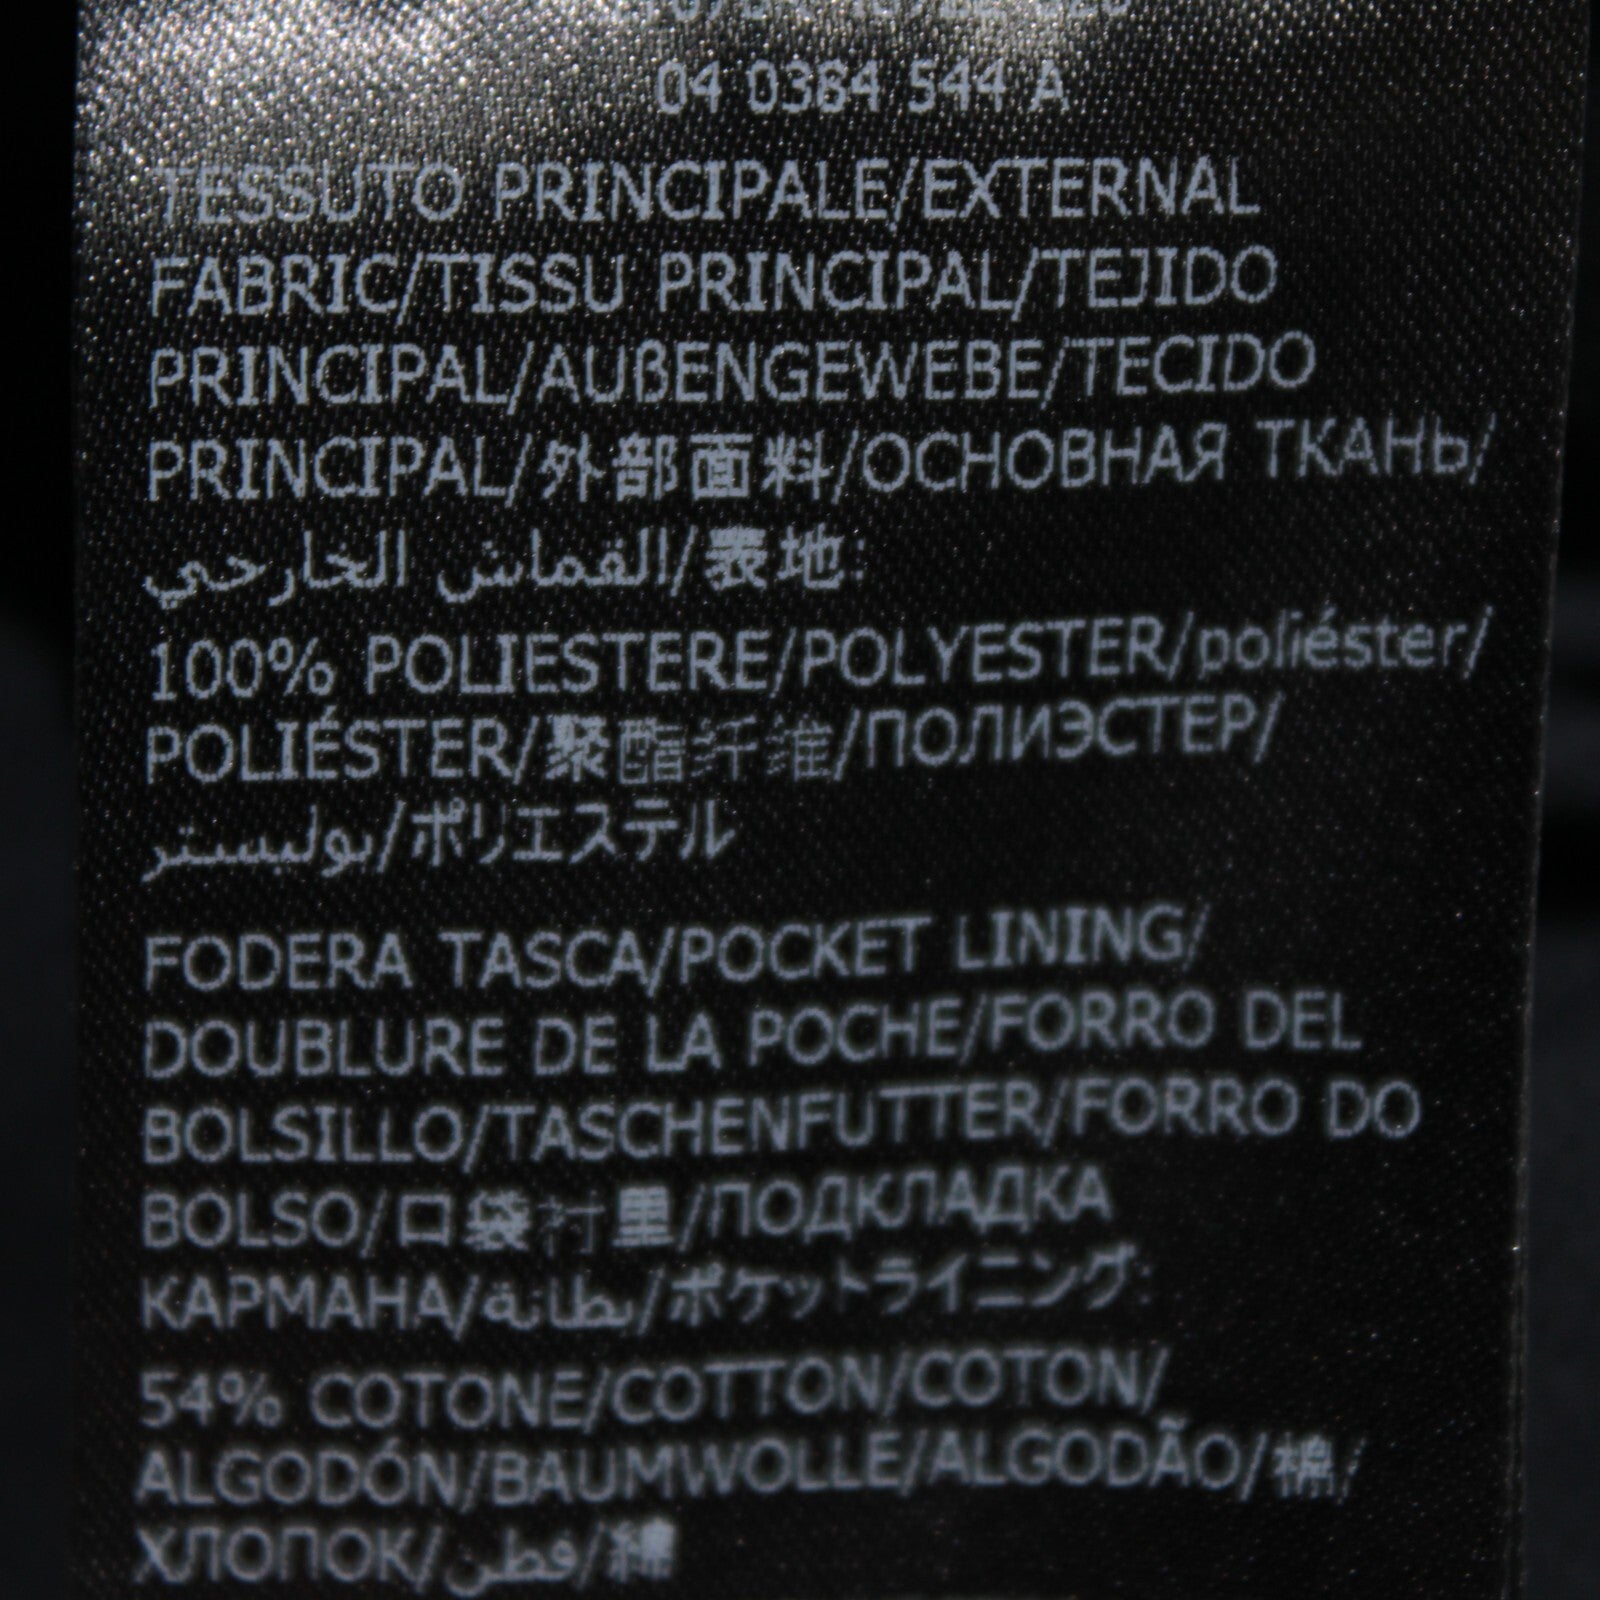 04 0364 544 A
TESSUTO PRINCIPALE/EXTERNAL
FABRIC/TISSU PRINCIPAL/TEJIDO
PRINCIPAL/AUßENGEWEBE/TECIDO
PRINCIPAL/外部面料/ОСНОВНАЯ ТКАНЬ/
القماش الخارجي/表地:
100% POLIESTERE/POLYESTER/poliéster/
POLIÉSTER/聚酯纤维/ПОЛИЭСТЕР/
بوليستر/ポリエステル
FODERA TASCA/POCKET LINING/
DOUBLURE DE LA POCHE/FORRO DEL
BOLSILLO/TASCHENFUTTER/FORRO DO
BOLSO/口袋衬里/ПОДКЛАДКА
КАРМАНА/بطانة/ポケットライニング:
54% COTONE/COTTON/COTON/
ALGODÓN/BAUMWOLLE/ALGODÃO/棉/
ХЛОПОК/قطن/綿